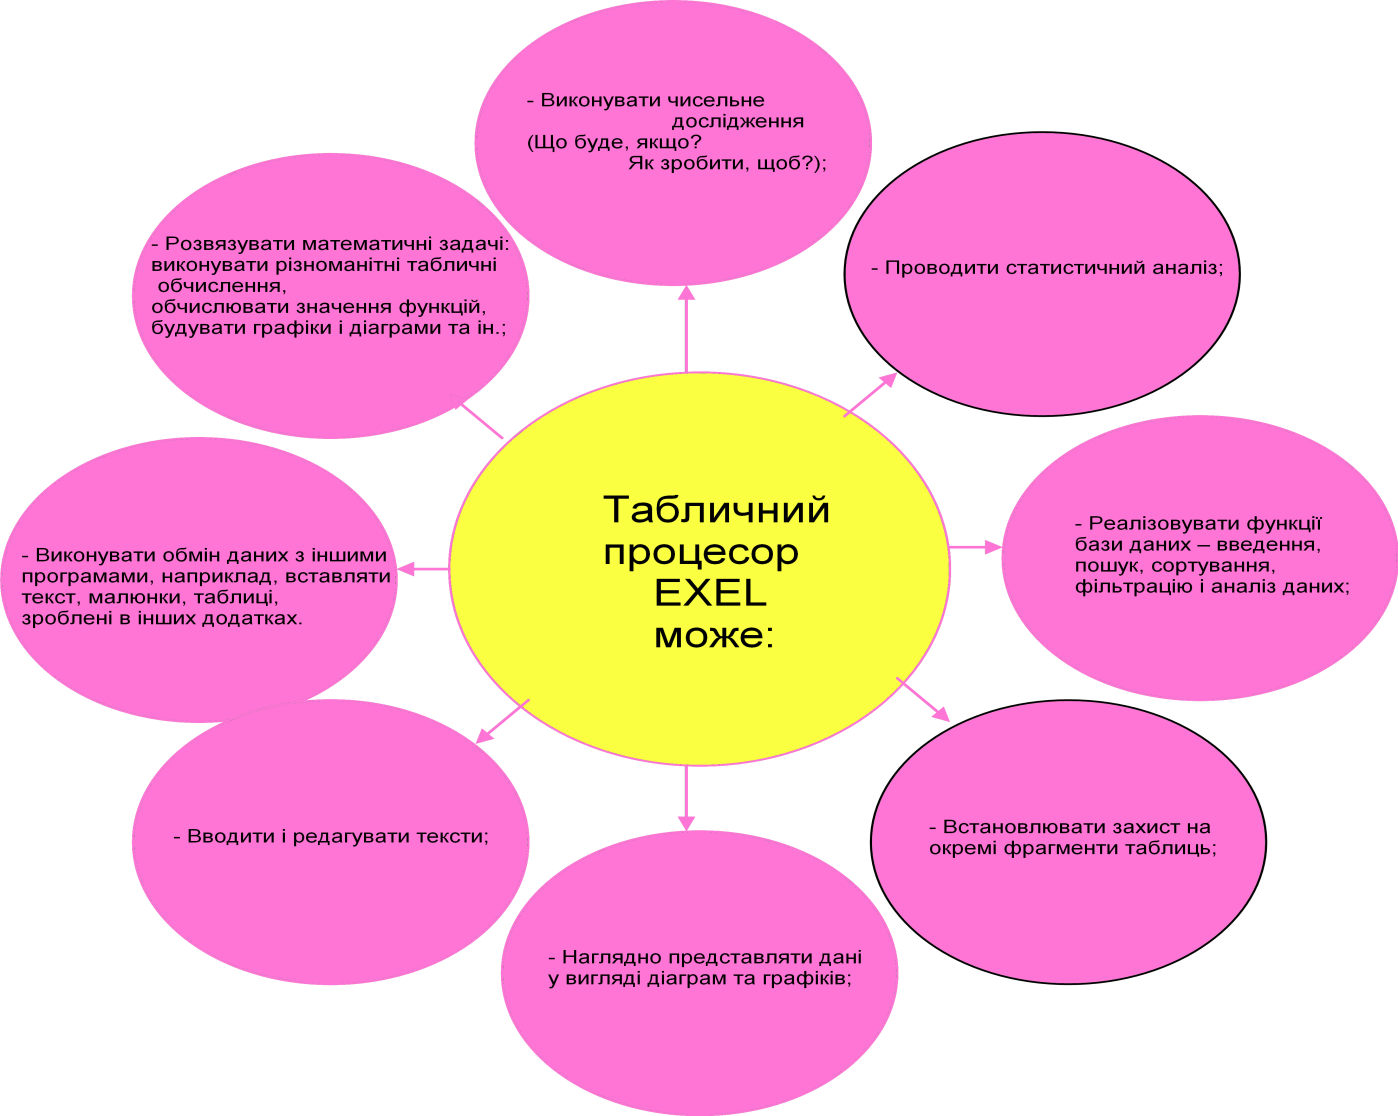 - Виконувати чисельне
дослідження
(Що буде, якщо?
Як зробити, щоб?);
- Розвязувати математичні задачі:
виконувати різноманітні табличні
обчислення,
обчислювати значення функцій,
будувати графіки і діаграми та ін.;
- Проводити статистичний аналіз;
Табличний
процесор
EXEL
може:
- Реалізовувати функції
бази даних – введення,
пошук, сортування,
фільтрацію і аналіз даних;
- Виконувати обмін даних з іншими
програмами, наприклад, вставляти
текст, малюнки, таблиці,
зроблені в інших додатках.
- Вводити і редагувати тексти;
- Встановлювати захист на
окремі фрагменти таблиць;
- Наглядно представляти дані
у вигляді діаграм та графіків;